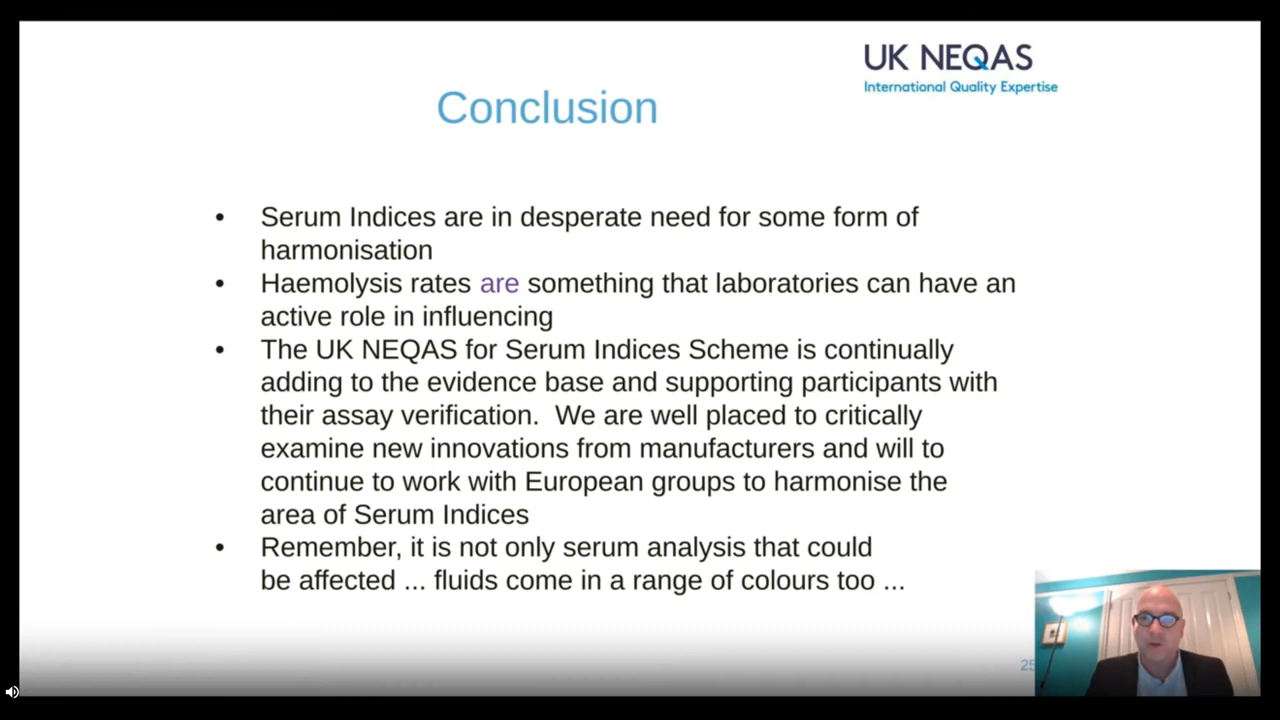 UK NEQAS
International Quality Expertise
Conclusion
• Serum Indices are in desperate need for some form of
harmonisation
• Haemolysis rates are something that laboratories can have an
active role in influencing
• The UK NEQAS for Serum Indices Scheme is continually
adding to the evidence base and supporting participants with
their assay verification.  We are well placed to critically
examine new innovations from manufacturers and will to
continue to work with European groups to harmonise the
area of Serum Indices
• Remember, it is not only serum analysis that could
be affected ... fluids come in a range of colours too ...
25